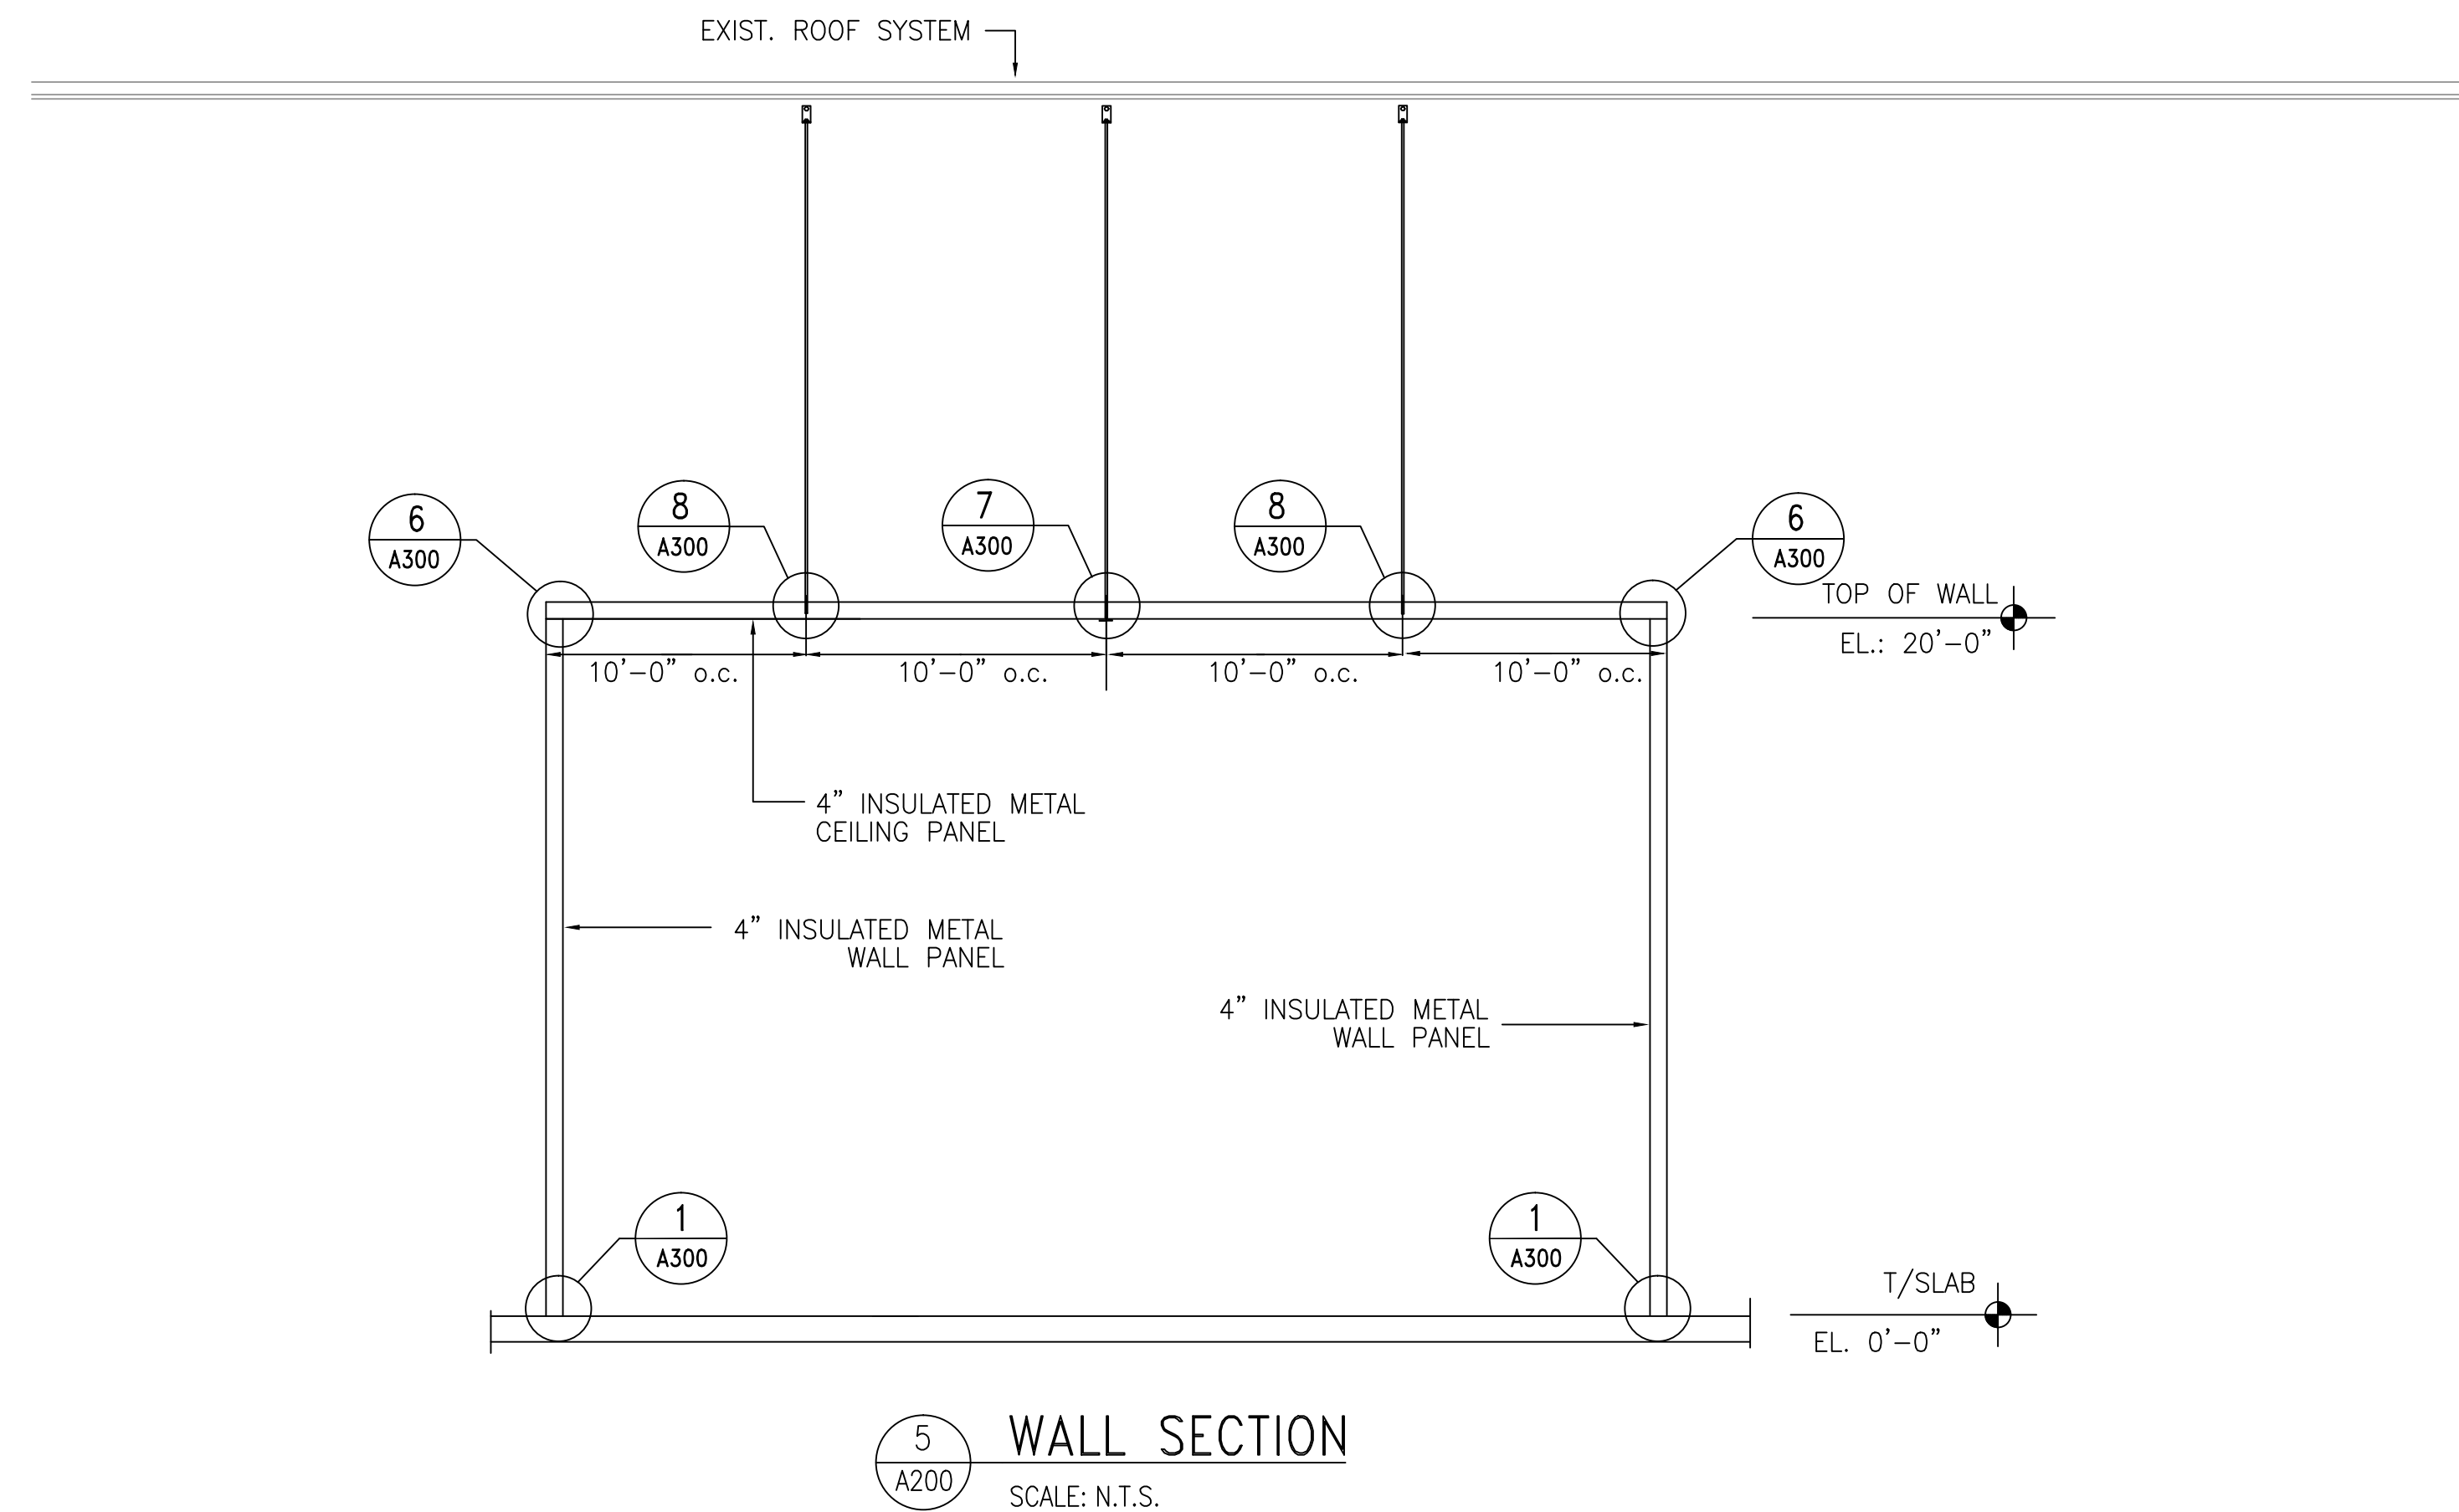 EXIST. ROOF SYSTEM
6
A300
8
A300
7
A300
8
A300
6
A300
TOP OF WALL
EL.: 20'-0"
10'-0" o.c.
10'-0" o.c.
10'-0" o.c.
10'-0" o.c.
4" INSULATED METAL
CEILING PANEL
4" INSULATED METAL
WALL PANEL
4" INSULATED METAL
WALL PANEL
1
A300
1
A300
T/SLAB
EL. 0'-0"
5
A200
WALL SECTION
SCALE: N.T.S.